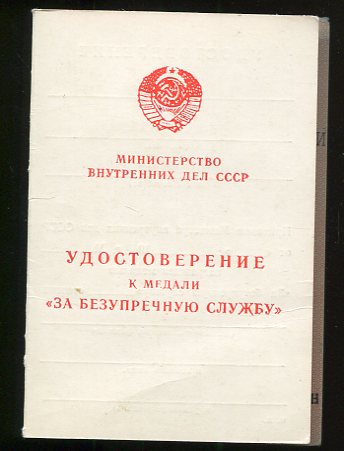 МИНИСТЕРСТВО
ВНУТРЕННИХ ДЕЛ СССР
УДОСТОВЕРЕНИЕ
К МЕДАЛИ
«ЗА БЕЗУПРЕЧНУЮ СЛУЖБУ»
И
Н